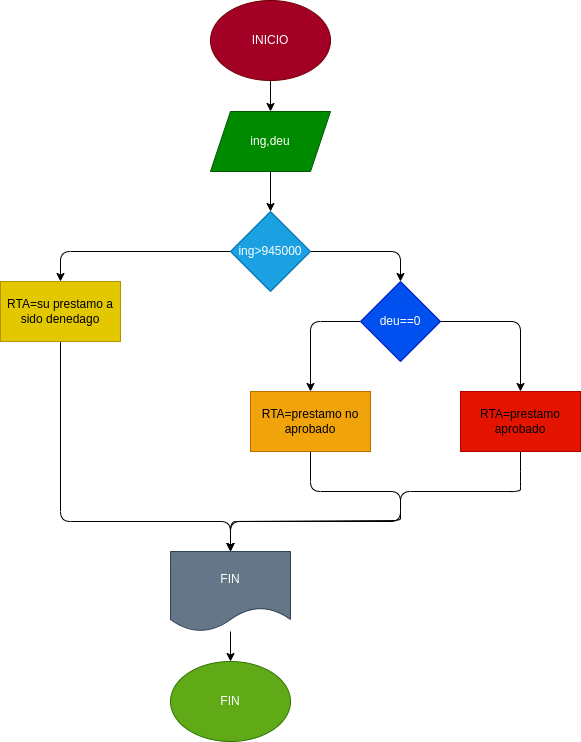 INICIO
ing,deu
ing>945000
RTA=su prestamo a
sido denedago
deu==0
RTA=prestamo no
aprobado
RTA=prestamo
aprobado
FIN
FIN